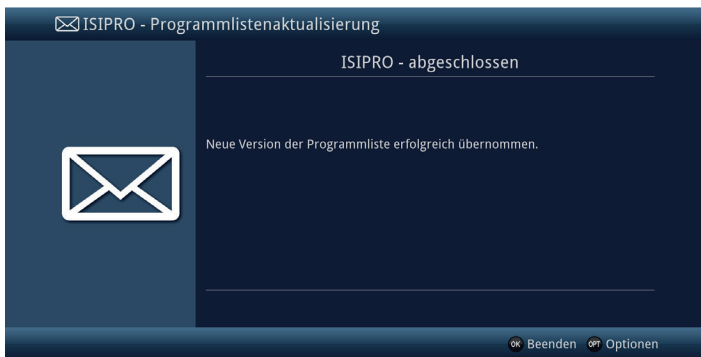 ISIPRO - Programmlistenaktualisierung
ISIPRO - abgeschlossen
Neue Version der Programmliste erfolgreich übernommen.
OK Beenden OPT Optionen